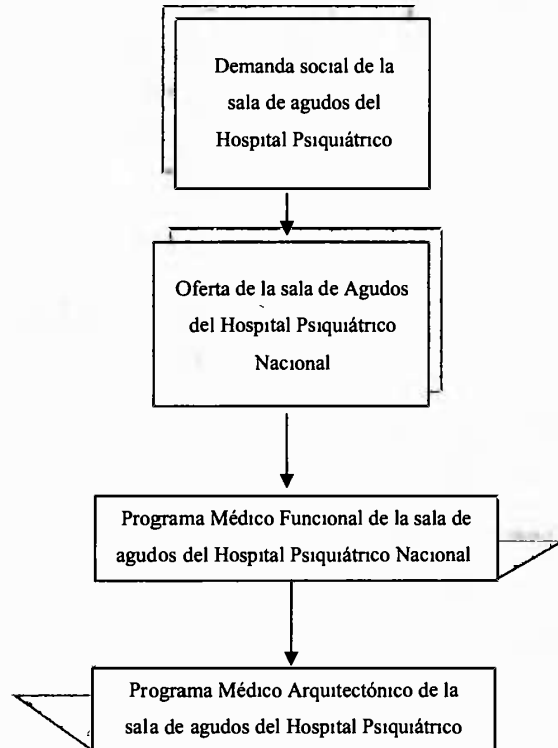 Demanda social de la
sala de agudos del
Hospital Psiquiátrico
Oferta de la sala de Agudos
del Hospital Psiquiátrico
Nacional
Programa Médico Funcional de la sala de
agudos del Hospital Psiquiátrico Nacional
Programa Médico Arquitectónico de la
sala de agudos del Hospital Psiquiátrico